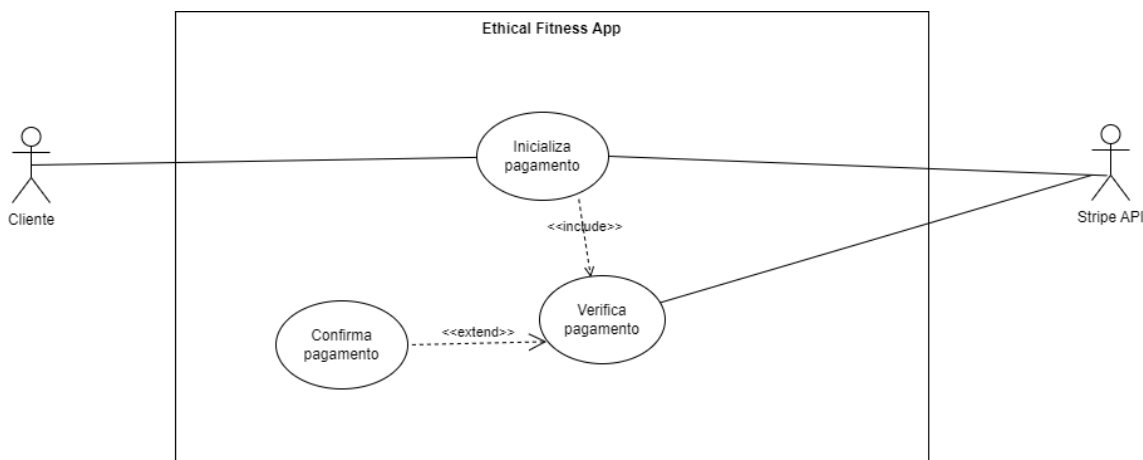 Ethical Fitness App
Inicializa
pagamento
Cliente
Stripe API
<<include>>
Verifica
pagamento
<<extend>>
Confirma
pagamento